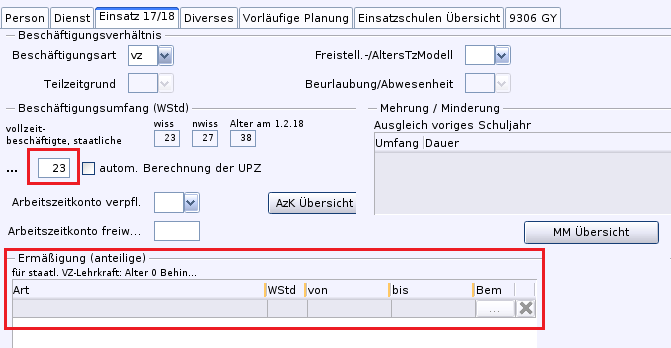 Person Dienst Einsatz 17/18 Diverses Vorläufige Planung Einsatzschulen Übersicht 9306 GY
Beschäftigungsverhältnis
Beschäftigungsart vz Freistell.-/AltersTzModell
Teilzeitgrund Beurlaubung/Abwesenheit
Beschäftigungsumfang (WStd) Mehrung / Minderung
wiss nwiss Alter am 1.2.18 Ausgleich voriges Schuljahr
vollzeit-
beschäftigte, staatliche 23 27 38
Umfang Dauer
... 23 autom. Berechnung der UPZ
Arbeitszeitkonto verpfl. AzK Übersicht
Arbeitszeitkonto freiw... MM Übersicht
Ermäßigung (anteilige)
für staatl. VZ-Lehrkraft: Alter 0 Behin...
Art WStd von bis Bem
...